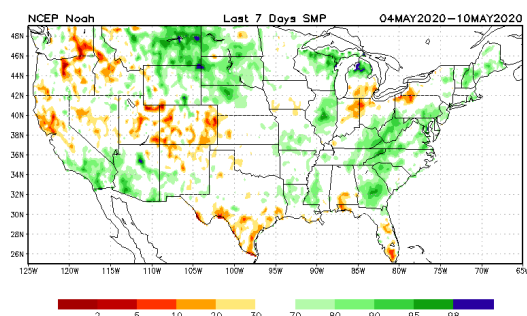 NCEP Noah Last 7 Days SMP 04MAY2020-10MAY2020
48N
46N
44N
42N
40N
38N
36N
34N
32N
30N
28N
26N
125W 120W 115W 110W 105W 100W 95W 90W 85W 80W 75W 70W 65W
2 5 10 20 30 70 80 90 95 98